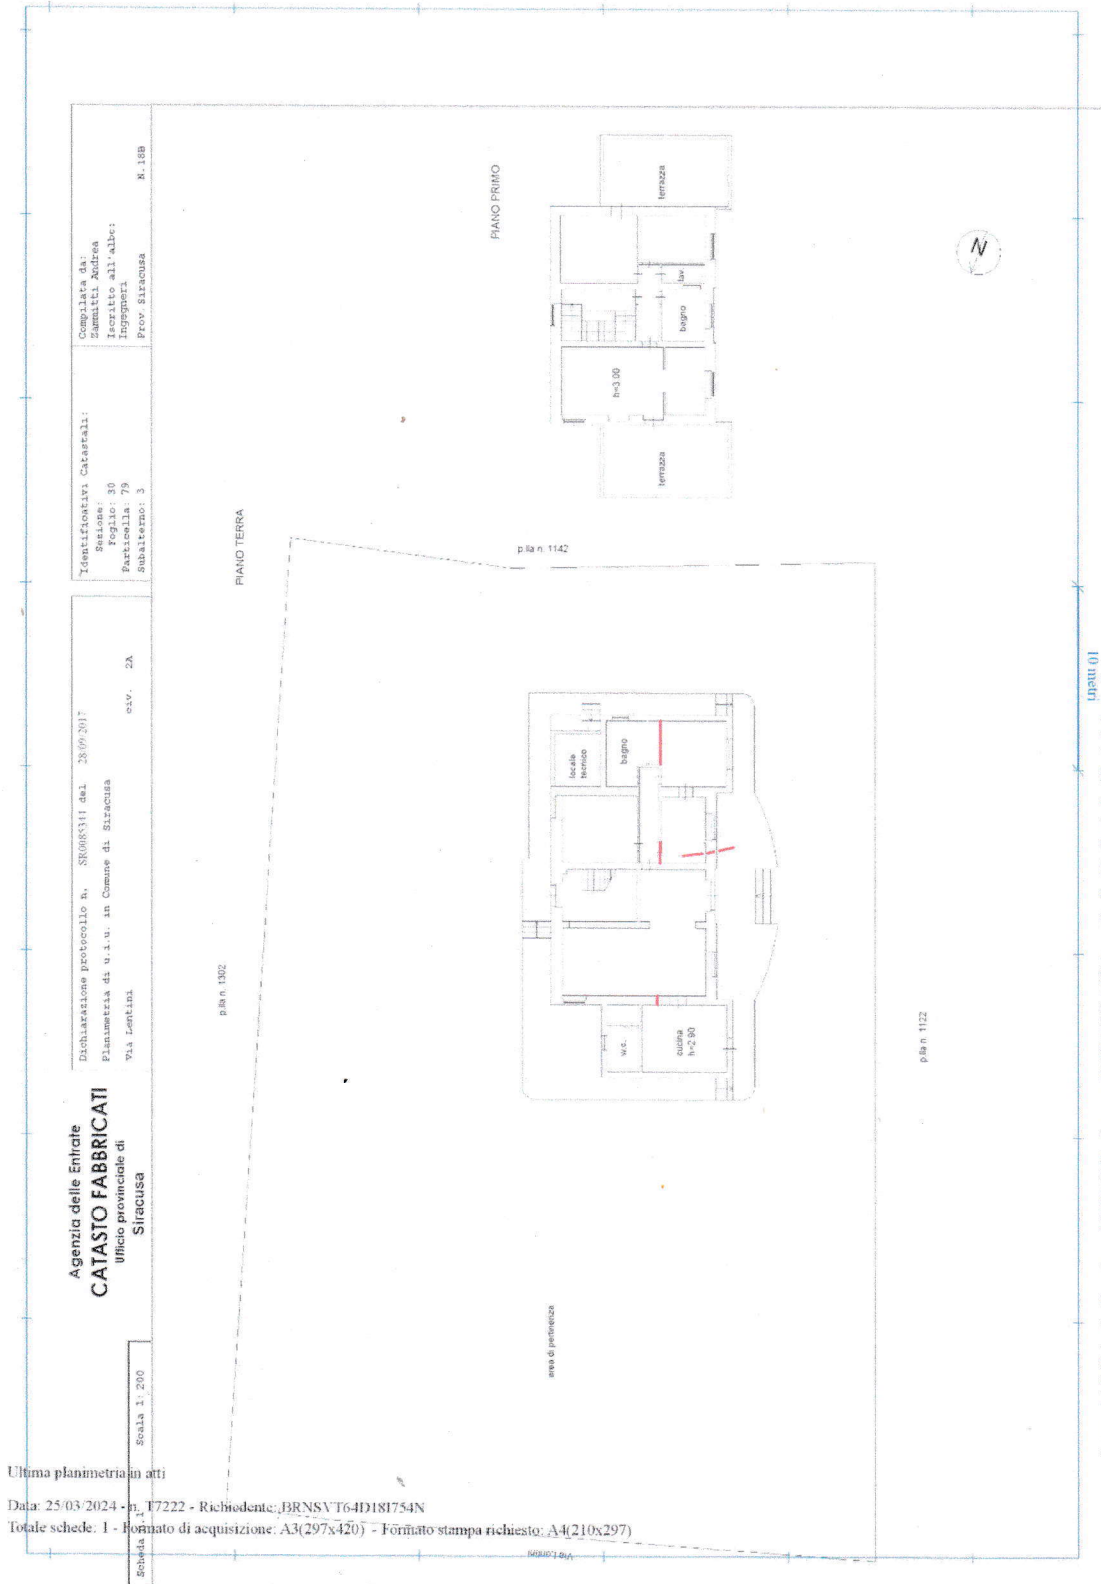 Agenzia delle Entrate
CATASTO FABBRICATI
Ufficio provinciale di
Siracusa
Dichiarazione protocollo n. SR0085311 del 28/09/2017
Planimetria di u.i.u. in Comune di Siracusa
Via Lentini civ. 2A
Identificativi Catastali:
Sezione:
Foglio: 30
Particella: 79
Subalterno: 3
Compilata da:
Zammitti Andrea
Iscritto all'albo:
Ingegneri
Prov. Siracusa N. 188
Scheda n. 1 Scala 1: 200
PIANO TERRA
PIANO PRIMO
terrazza
lav.
bagno
h=3.00
terrazza
N
p.lla n. 1142
p.lla n. 1302
locale
tecnico
bagno
w.c.
cucina
h=2.90
p.lla n. 1122
area di pertinenza
Via Lentini
10 metri
Ultima planimetria in atti
Data: 25/03/2024 - n. T7222 - Richiedente: BRNSVT64D18I754N
Totale schede: 1 - Formato di acquisizione: A3(297x420) - Formato stampa richiesto: A4(210x297)